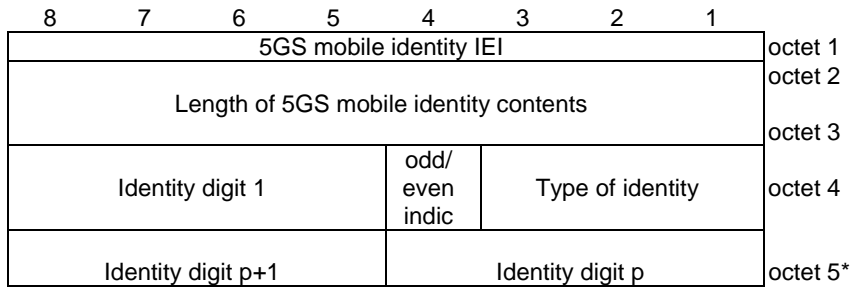 8 7 6 5 4 3 2 1
5GS mobile identity IEI octet 1
octet 2
Length of 5GS mobile identity contents
octet 3
odd/
Identity digit 1 even Type of identity octet 4
indic
Identity digit p+1 Identity digit p octet 5*